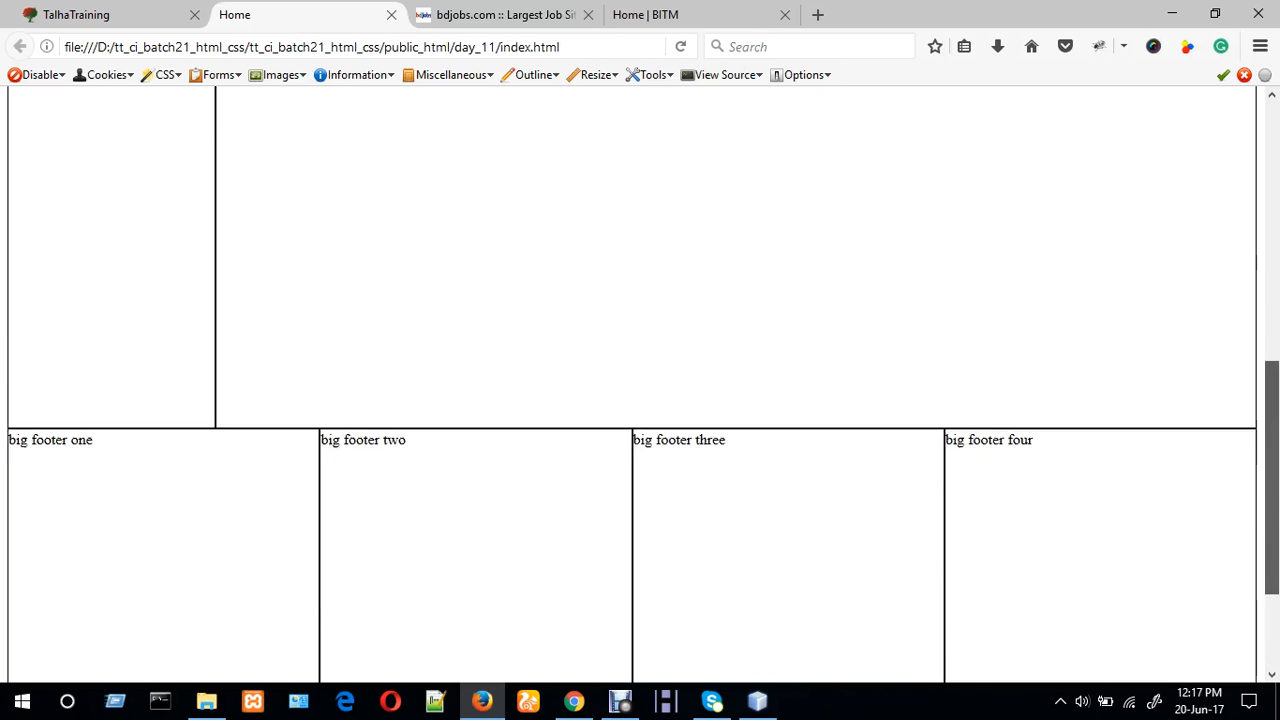 TalhaTraining
Home
bdjobs.com :: Largest Job Si
Home | BITM
file:///D:/tt_ci_batch21_html_css/tt_ci_batch21_html_css/public_html/day_11/index.html
Search
Disable Cookies CSS Forms Images Information Miscellaneous Outline Resize Tools View Source Options
big footer one
big footer two
big footer three
big footer four
12:17 PM
20-Jun-17